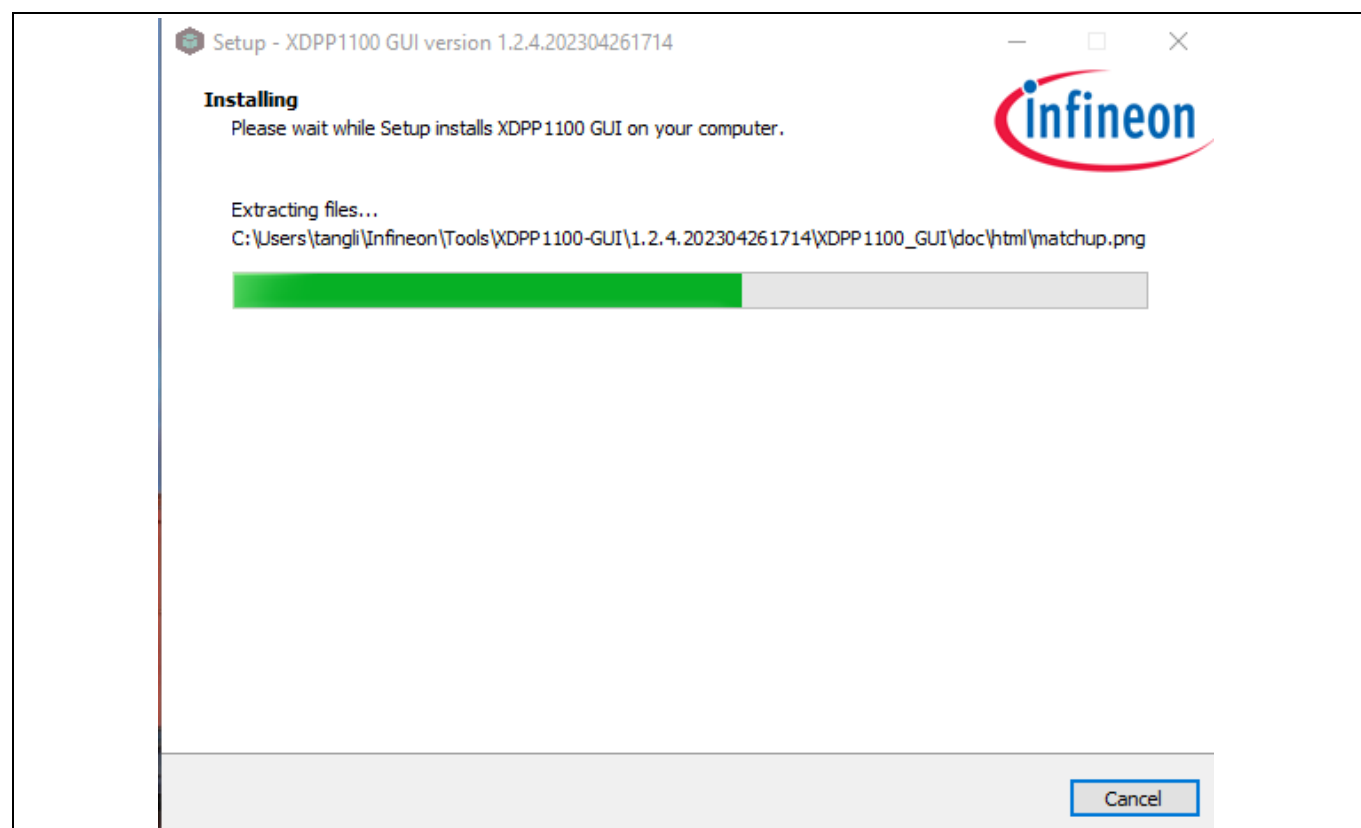 Setup - XDPP1100 GUI version 1.2.4.202304261714
Installing
Please wait while Setup installs XDPP1100 GUI on your computer.
infineon
Extracting files...
C:\Users\tangli\Infineon\Tools\XDPP1100-GUI\1.2.4.202304261714\XDPP1100_GUI\doc\html\matchup.png
Cancel